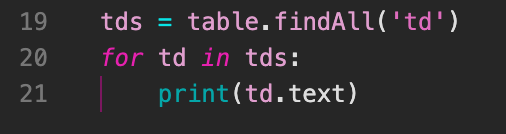 19 tds = table.findAll('td')
20 for td in tds:
21     print(td.text)